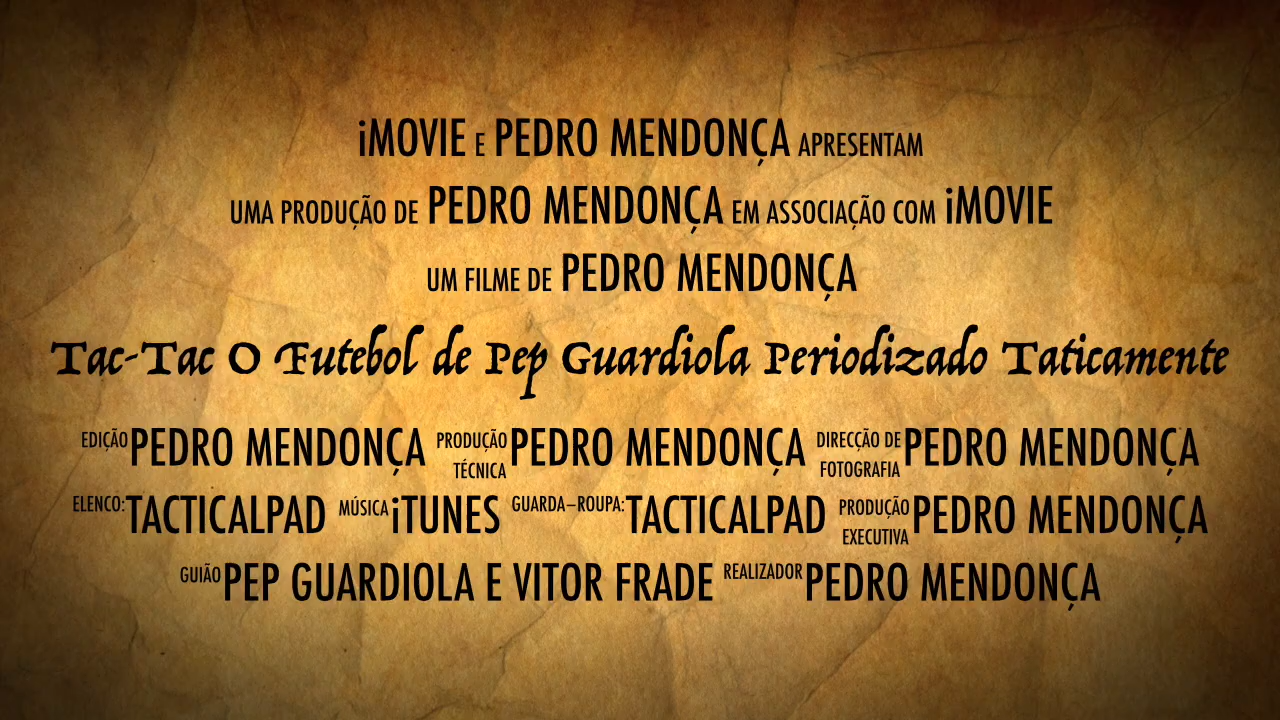 iMOVIE E PEDRO MENDONÇA APRESENTAM
UMA PRODUÇÃO DE PEDRO MENDONÇA EM ASSOCIAÇÃO COM iMOVIE
UM FILME DE PEDRO MENDONÇA
Tac-Tac O Futebol de Pep Guardiola Periodizado Taticamente
EDIÇÃO PEDRO MENDONÇA PRODUÇÃO TÉCNICA PEDRO MENDONÇA DIRECÇÃO DE FOTOGRAFIA PEDRO MENDONÇA
ELENCO: TACTICALPAD MÚSICA iTUNES GUARDA-ROUPA: TACTICALPAD PRODUÇÃO EXECUTIVA PEDRO MENDONÇA
GUIÃO PEP GUARDIOLA E VITOR FRADE REALIZADOR PEDRO MENDONÇA